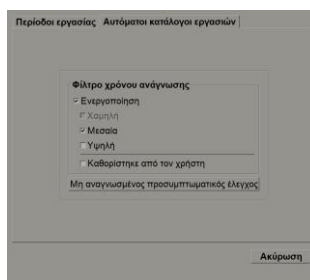 Περίοδοι εργασίας Αυτόματοι κατάλογοι εργασιών
Φίλτρο χρόνου ανάγνωσης
Ενεργοποίηση
Χαμηλή
Μεσαία
Υψηλή
Καθορίστηκε από τον χρήστη
Μη αναγνωσμένος προσυμπτωματικός έλεγχος
Ακύρωση